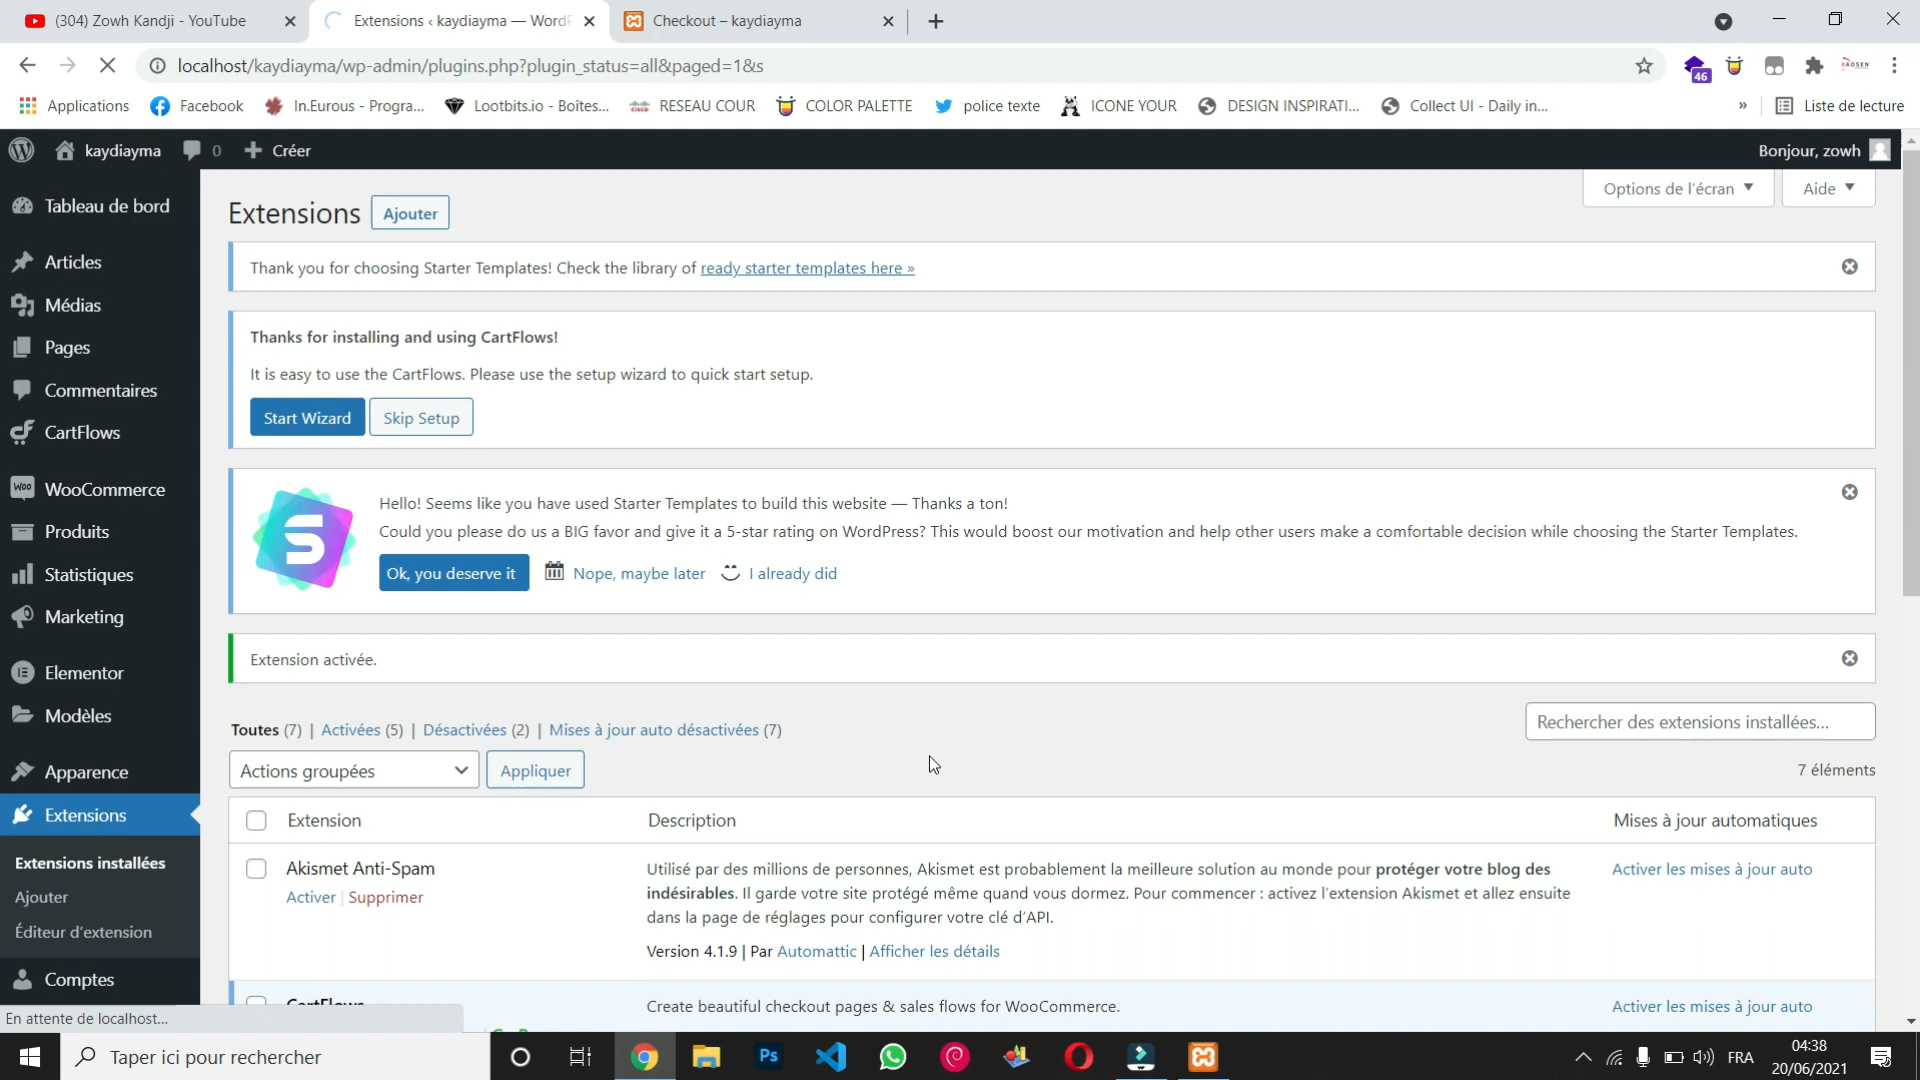 (304) Zowh Kandji - YouTube
Extensions ‹ kaydiayma — WordP
Checkout – kaydiayma
localhost/kaydiayma/wp-admin/plugins.php?plugin_status=all&paged=1&s
46
Applications
Facebook
In.Eurous - Progra...
Lootbits.io - Boîtes...
RESEAU COUR
COLOR PALETTE
police texte
ICONE YOUR
DESIGN INSPIRATI...
Collect UI - Daily in...
»
Liste de lecture
kaydiayma
0
Créer
Bonjour, zowh
Tableau de bord
Articles
Médias
Pages
Commentaires
CartFlows
WooCommerce
Produits
Statistiques
Marketing
Elementor
Modèles
Apparence
Extensions
Extensions installées
Ajouter
Éditeur d'extension
Comptes
Options de l'écran
Aide
Extensions
Ajouter
Thank you for choosing Starter Templates! Check the library of ready starter templates here »
Thanks for installing and using CartFlows!
It is easy to use the CartFlows. Please use the setup wizard to quick start setup.
Start Wizard
Skip Setup
Hello! Seems like you have used Starter Templates to build this website — Thanks a ton!
Could you please do us a BIG favor and give it a 5-star rating on WordPress? This would boost our motivation and help other users make a comfortable decision while choosing the Starter Templates.
Ok, you deserve it
Nope, maybe later
I already did
Extension activée.
Toutes (7) | Activées (5) | Désactivées (2) | Mises à jour auto désactivées (7)
Rechercher des extensions installées...
Actions groupées
Appliquer
7 éléments
Extension
Description
Mises à jour automatiques
Akismet Anti-Spam
Activer | Supprimer
Utilisé par des millions de personnes, Akismet est probablement la meilleure solution au monde pour protéger votre blog des
indésirables. Il garde votre site protégé même quand vous dormez. Pour commencer : activez l'extension Akismet et allez ensuite
dans la page de réglages pour configurer votre clé d'API.
Version 4.1.9 | Par Automattic | Afficher les détails
Activer les mises à jour auto
CartFlows
Create beautiful checkout pages & sales flows for WooCommerce.
Activer les mises à jour auto
En attente de localhost...
Taper ici pour rechercher
Ps
FRA
04:38
20/06/2021